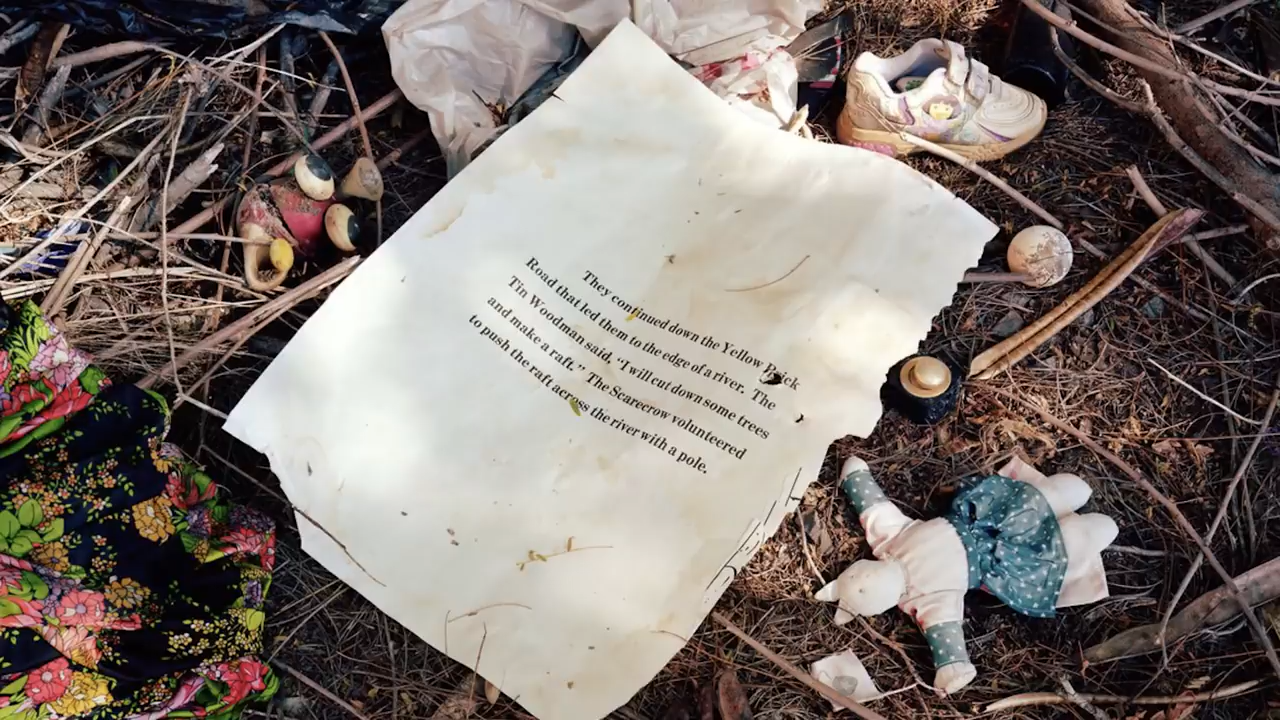 They continued down the Yellow Brick
Road that led them to the edge of a river. The
Tin Woodman said, “I will cut down some trees
and make a raft.” The Scarecrow volunteered
to push the raft across the river with a pole.